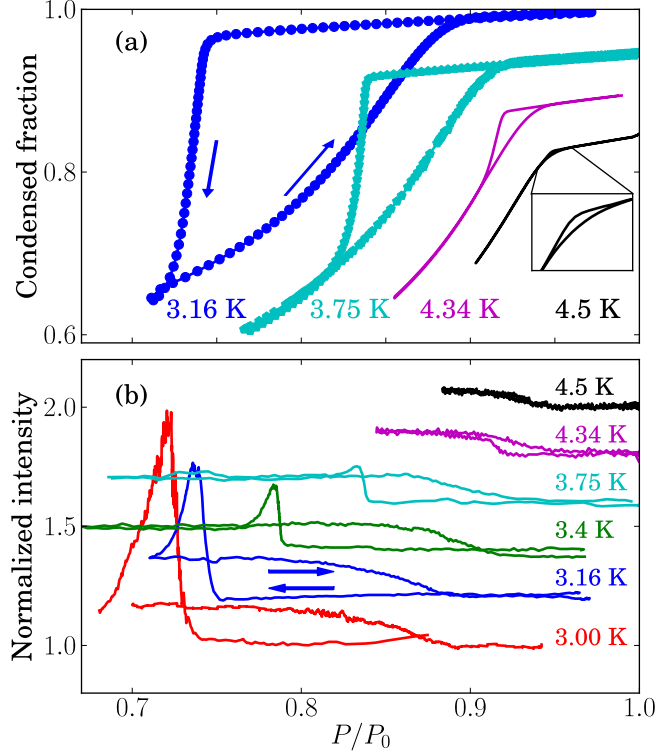 (a)
1.0
0.8
0.6
Condensed fraction
3.16 K
3.75 K
4.34 K
4.5 K
(b)
2.0
1.5
1.0
Normalized intensity
4.5 K
4.34 K
3.75 K
3.4 K
3.16 K
3.00 K
0.7
0.8
0.9
1.0
P/P₀